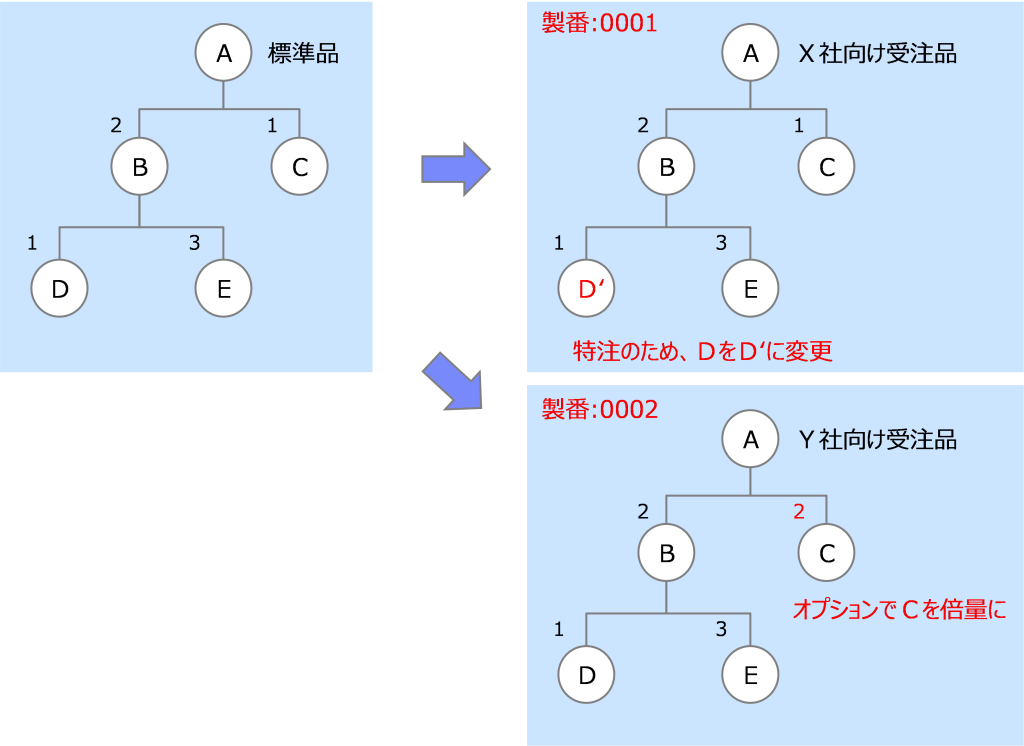 A 標準品
2 1
B C
1 3
D E
製番:0001
A X社向け受注品
2 1
B C
1 3
D‘ E
特注のため、DをD‘に変更
製番:0002
A Y社向け受注品
2 2
B C
オプションでCを倍量に
1 3
D E